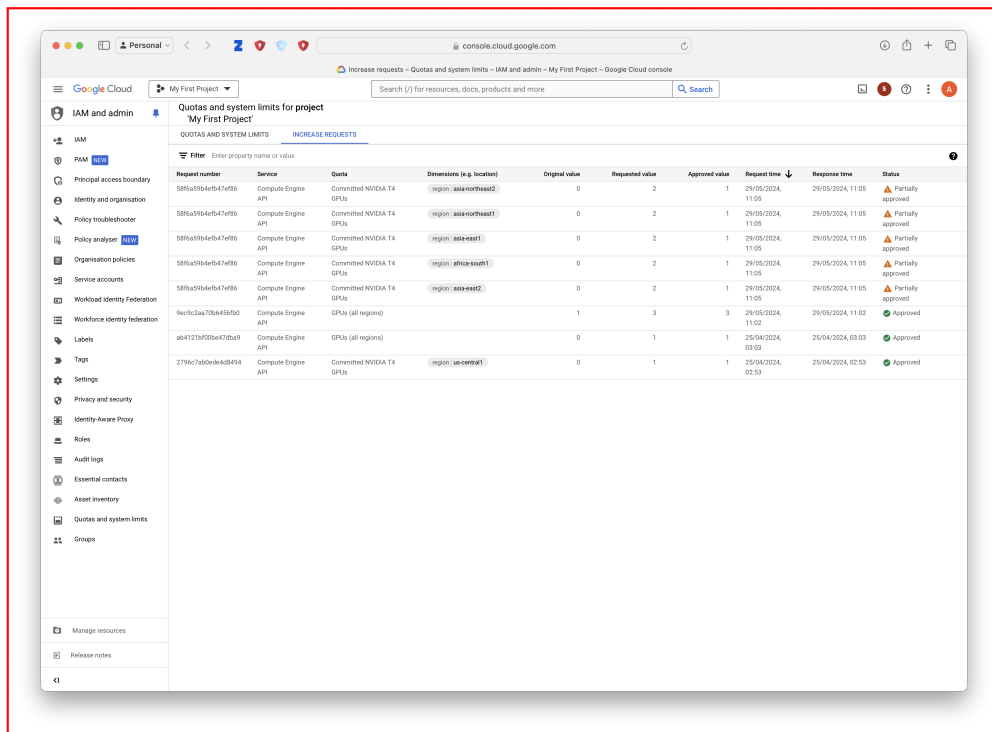 Personal
Z
console.cloud.google.com
Increase requests – Quotas and system limits – IAM and admin – My First Project – Google Cloud console
Google Cloud
My First Project
Search (/) for resources, docs, products and more
Search
5
A
IAM and admin
Quotas and system limits for project
'My First Project'
QUOTAS AND SYSTEM LIMITS
INCREASE REQUESTS
IAM
PAM NEW
Principal access boundary
Identity and organisation
Policy troubleshooter
Policy analyser NEW
Organisation policies
Service accounts
Workload Identity Federation
Workforce identity federation
Labels
Tags
Settings
Privacy and security
Identity-Aware Proxy
Roles
Audit logs
Essential contacts
Asset inventory
Quotas and system limits
Groups
Manage resources
Release notes
Filter Enter property name or value
Request number Service Quota Dimensions (e.g. location) Original value Requested value Approved value Request time Response time Status
58f6a59b4efb47ef86 Compute Engine Committed NVIDIA T4 region : asia-northeast2 0 2 1 29/05/2024, 29/05/2024, 11:05 Partially
API GPUs 11:05 approved
58f6a59b4efb47ef86 Compute Engine Committed NVIDIA T4 region : asia-northeast1 0 2 1 29/05/2024, 29/05/2024, 11:05 Partially
API GPUs 11:05 approved
58f6a59b4efb47ef86 Compute Engine Committed NVIDIA T4 region : asia-east1 0 2 1 29/05/2024, 29/05/2024, 11:05 Partially
API GPUs 11:05 approved
58f6a59b4efb47ef86 Compute Engine Committed NVIDIA T4 region : africa-south1 0 2 1 29/05/2024, 29/05/2024, 11:05 Partially
API GPUs 11:05 approved
58f6a59b4efb47ef86 Compute Engine Committed NVIDIA T4 region : asia-east2 0 2 1 29/05/2024, 29/05/2024, 11:05 Partially
API GPUs 11:05 approved
9ec9c2aa70b6456fb0 Compute Engine GPUs (all regions) 1 3 3 29/05/2024, 29/05/2024, 11:02 Approved
API 11:02
ab4121bf00be47dba9 Compute Engine GPUs (all regions) 0 1 1 25/04/2024, 25/04/2024, 03:03 Approved
API 03:03
2796c7ab0ede4d8494 Compute Engine Committed NVIDIA T4 region : us-central1 0 1 1 25/04/2024, 25/04/2024, 02:53 Approved
API GPUs 02:53